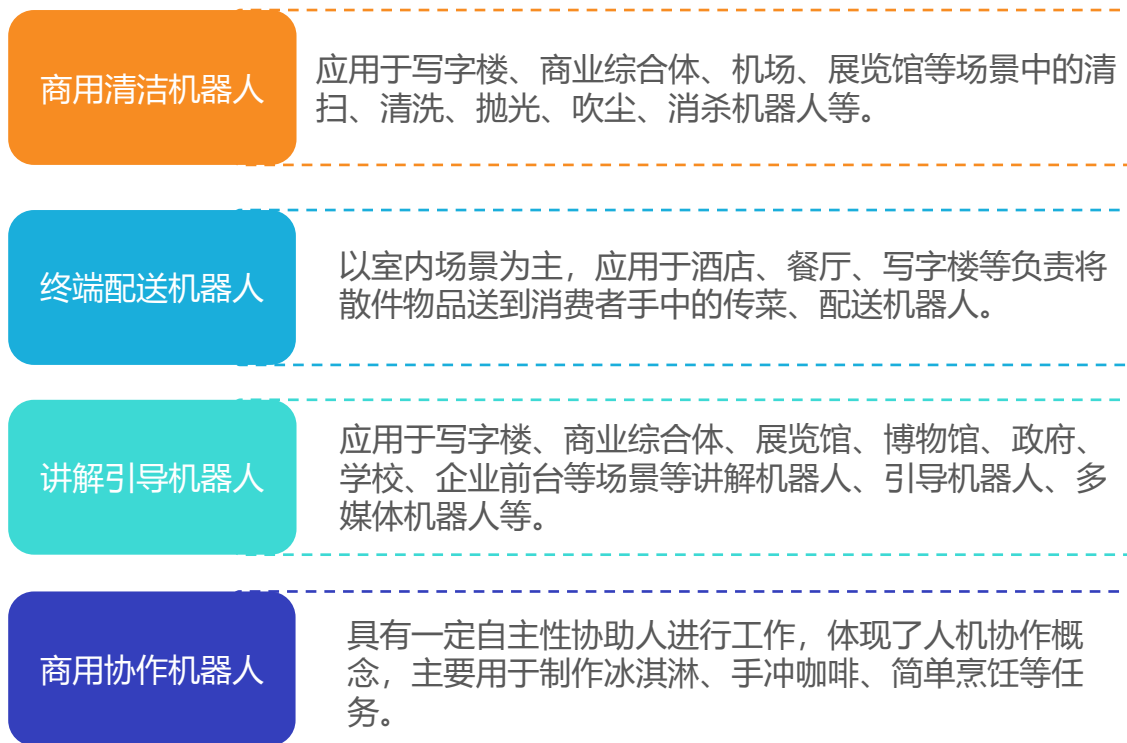 商用清洁机器人
应用于写字楼、商业综合体、机场、展览馆等场景中的清
扫、清洗、抛光、吹尘、消杀机器人等。
终端配送机器人
以室内场景为主，应用于酒店、餐厅、写字楼等负责将
散件物品送到消费者手中的传菜、配送机器人。
讲解引导机器人
应用于写字楼、商业综合体、展览馆、博物馆、政府、
学校、企业前台等场景等讲解机器人、引导机器人、多
媒体机器人等。
商用协作机器人
具有一定自主性协助人进行工作，体现了人机协作概
念，主要用于制作冰淇淋、手冲咖啡、简单烹饪等任
务。